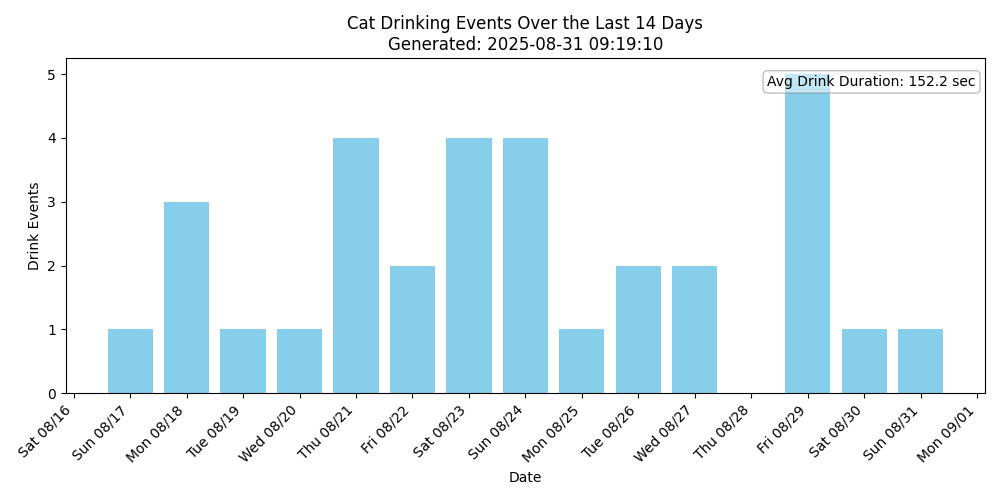 Cat Drinking Events Over the Last 14 Days
Generated: 2025-08-31 09:19:10
Avg Drink Duration: 152.2 sec
Drink Events
5
4
3
2
1
0
Sat 08/16
Sun 08/17
Mon 08/18
Tue 08/19
Wed 08/20
Thu 08/21
Fri 08/22
Sat 08/23
Sun 08/24
Mon 08/25
Tue 08/26
Wed 08/27
Thu 08/28
Fri 08/29
Sat 08/30
Sun 08/31
Mon 09/01
Date